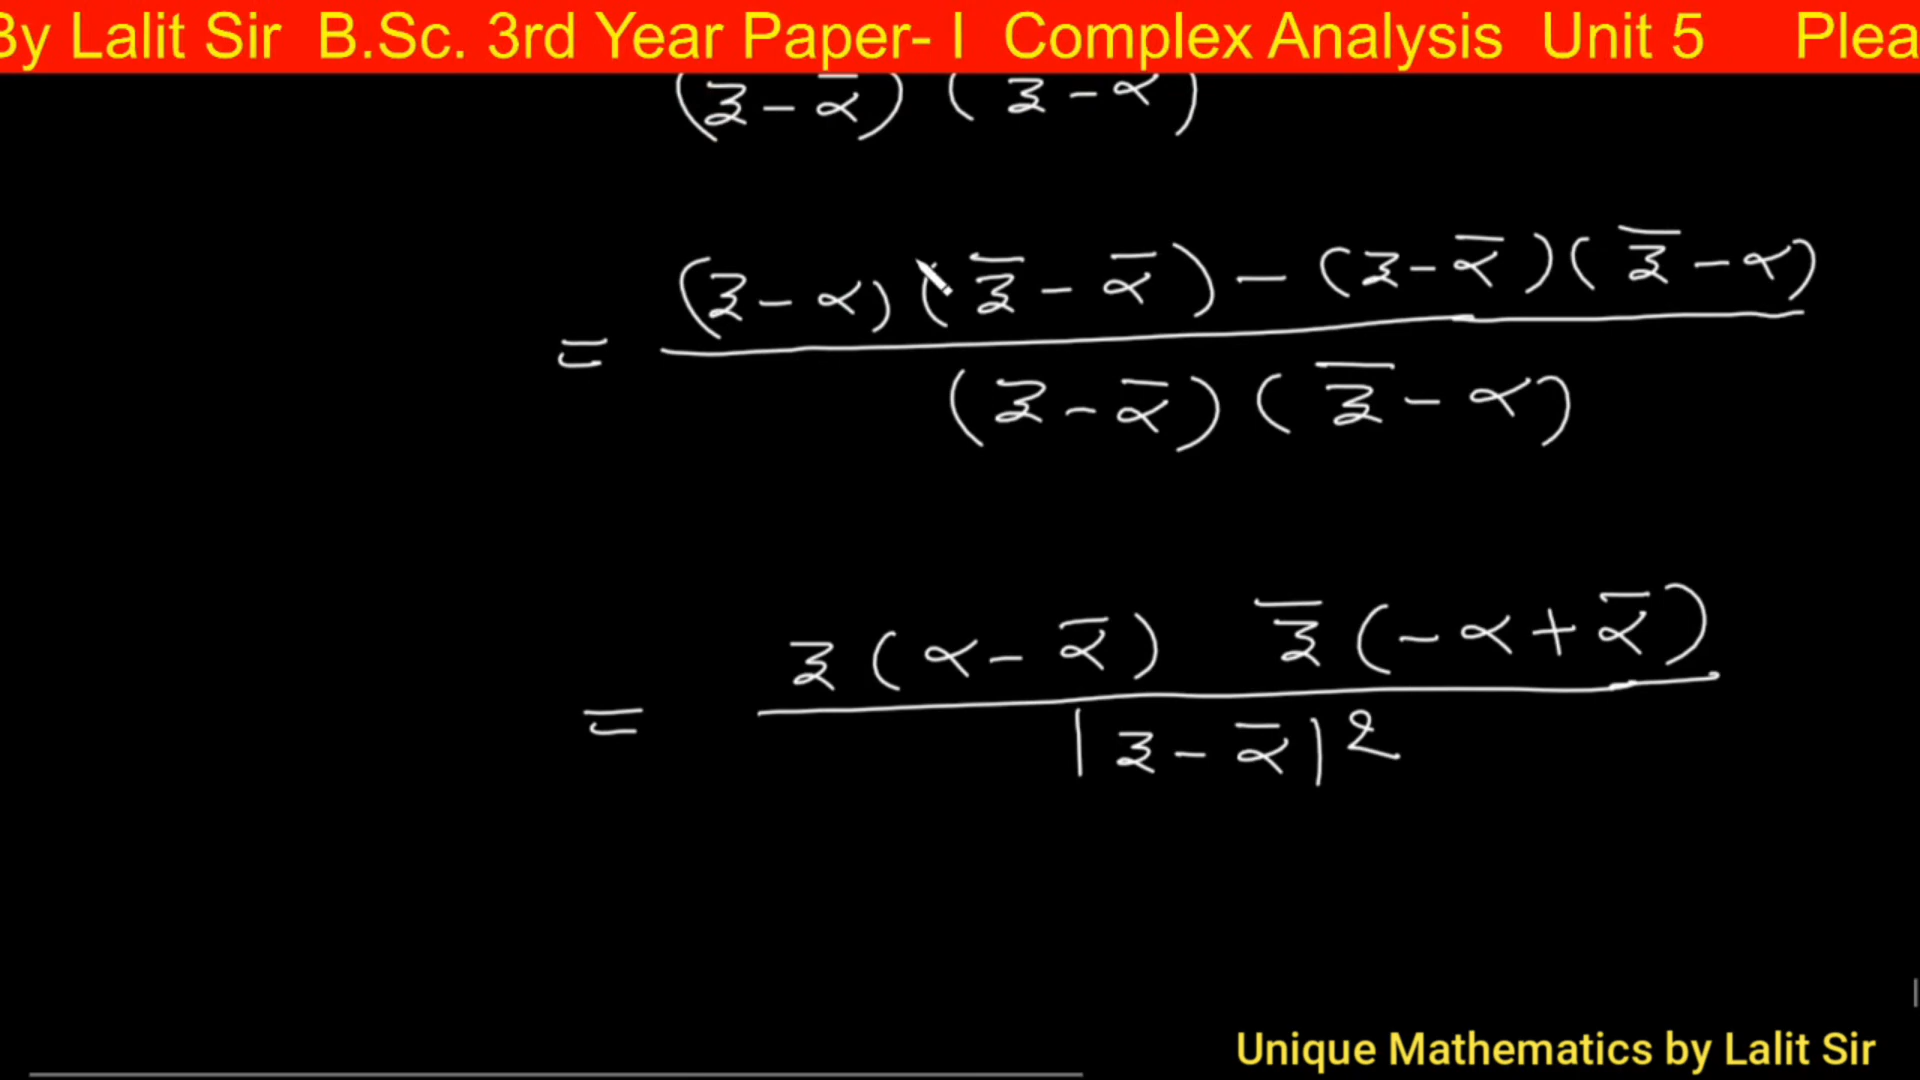 By Lalit Sir B.Sc. 3rd Year Paper- I Complex Analysis Unit 5 Plea
(z - ᾱ) ( z̄ - α)
= (z - α) ( z̄ - ᾱ ) - (z - ᾱ ) ( z̄ - α)
(z - ᾱ) ( z̄ - α)
= z ( α - ᾱ ) z̄ ( - α + ᾱ )
| z - ᾱ |²
Unique Mathematics by Lalit Sir